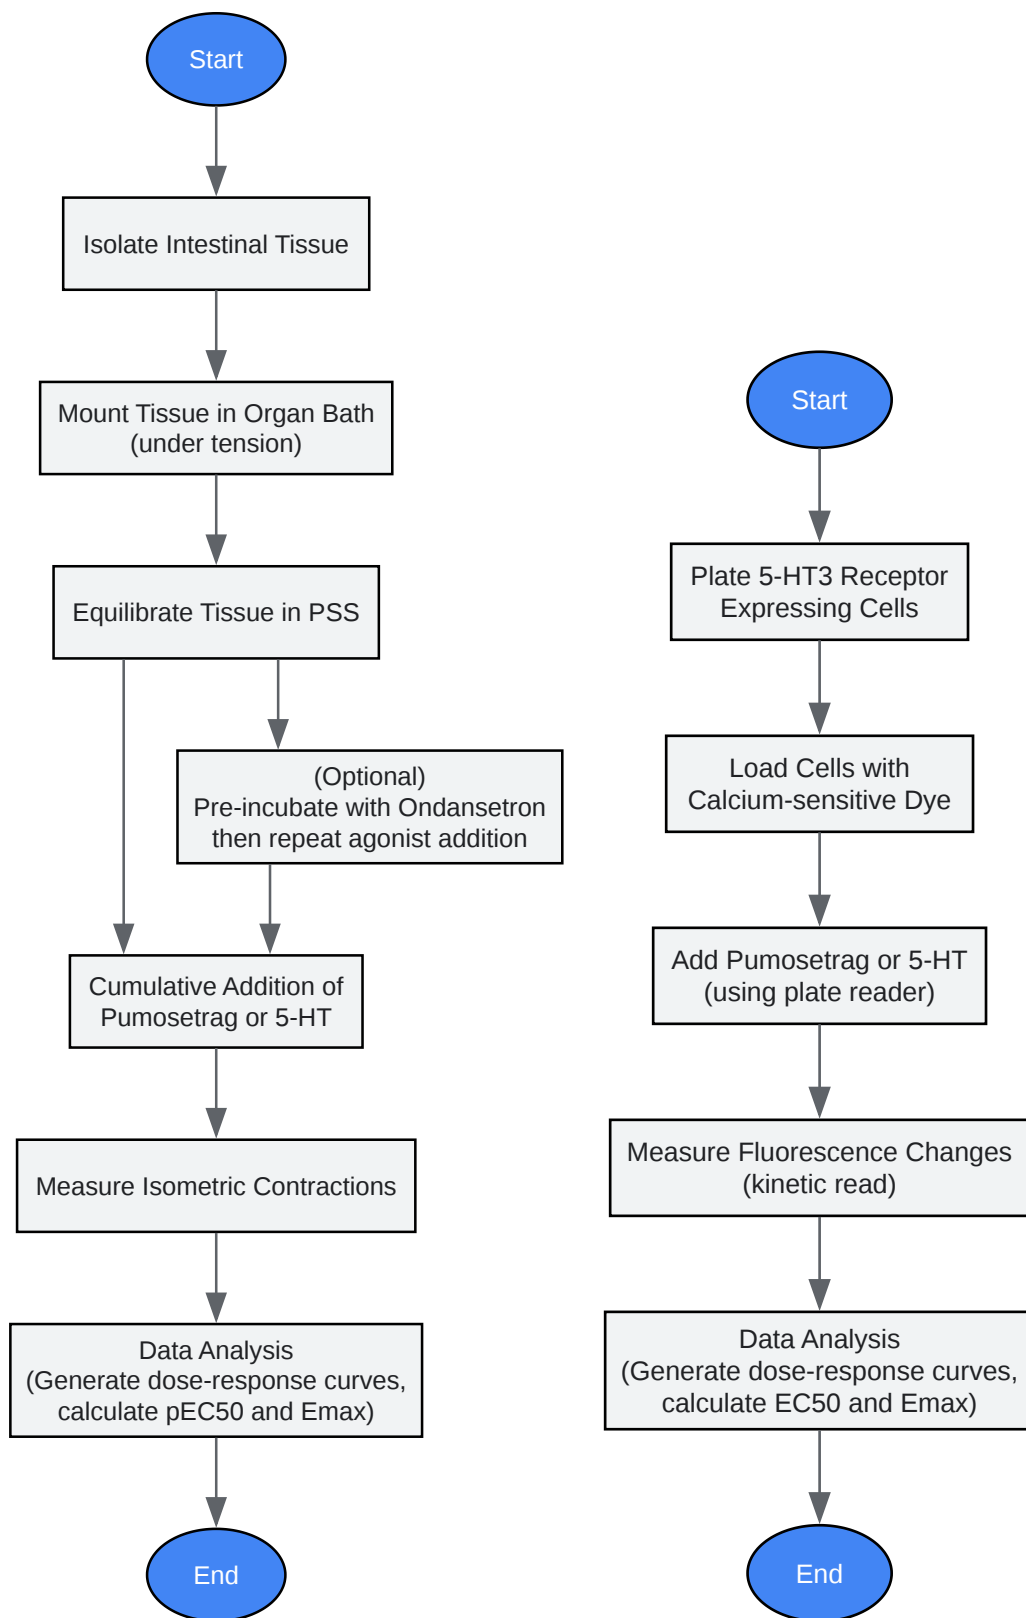 Start
Isolate Intestinal Tissue
Mount Tissue in Organ Bath
(under tension)
Equilibrate Tissue in PSS
(Optional)
Pre-incubate with Ondansetron
then repeat agonist addition
Cumulative Addition of
Pumosetrag or 5-HT
Measure Isometric Contractions
Data Analysis
(Generate dose-response curves,
calculate pEC50 and Emax)
End
Start
Plate 5-HT3 Receptor
Expressing Cells
Load Cells with
Calcium-sensitive Dye
Add Pumosetrag or 5-HT
(using plate reader)
Measure Fluorescence Changes
(kinetic read)
Data Analysis
(Generate dose-response curves,
calculate EC50 and Emax)
End